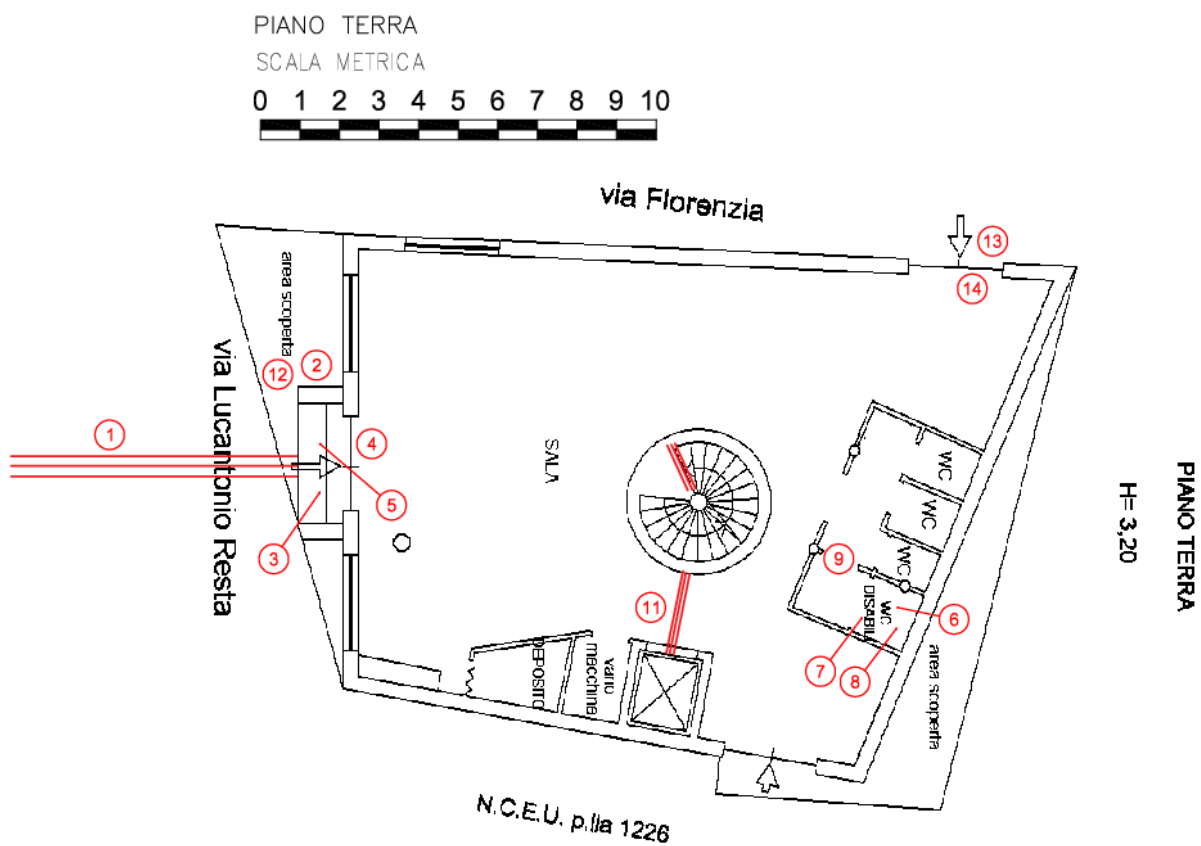 PIANO TERRA
SCALA METRICA
0 1 2 3 4 5 6 7 8 9 10
via Florenzia
13
14
area scoperta
via Lucantonio Resta
12
2
1
4
5
3
SALA
WC
WC
WC
9
WC
DISABILI
6
7
8
area scoperta
11
DEPOSITO
vano
macchina
N.C.E.U. p.lla 1226
PIANO TERRA
H= 3,20